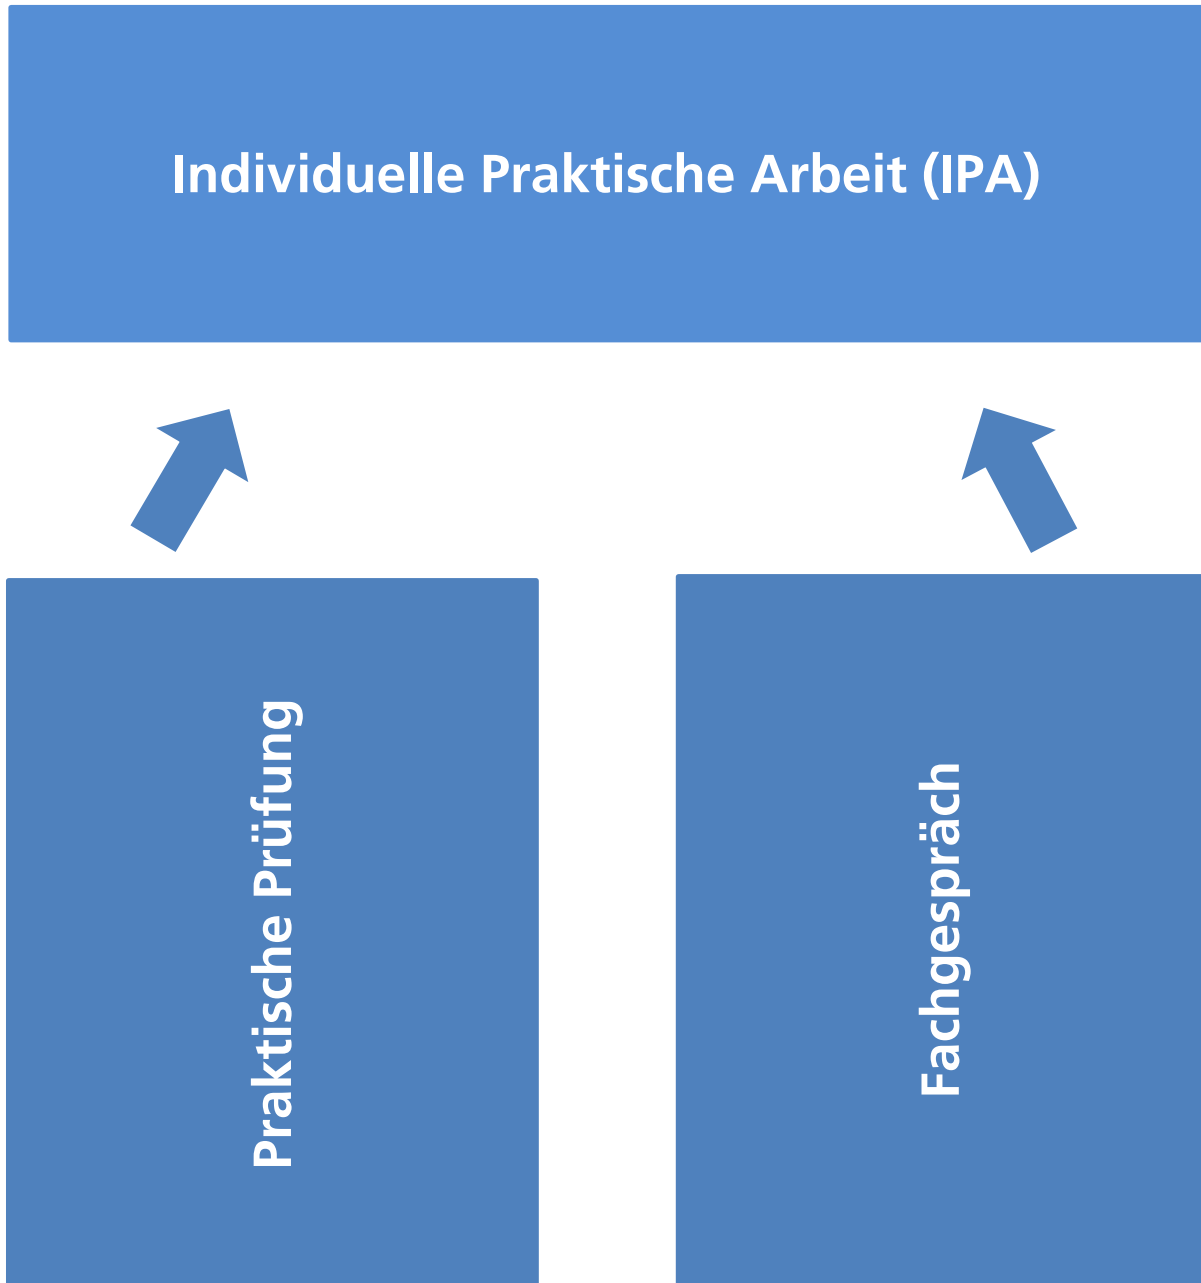 Individuelle Praktische Arbeit (IPA)
Praktische Prüfung
Fachgespräch